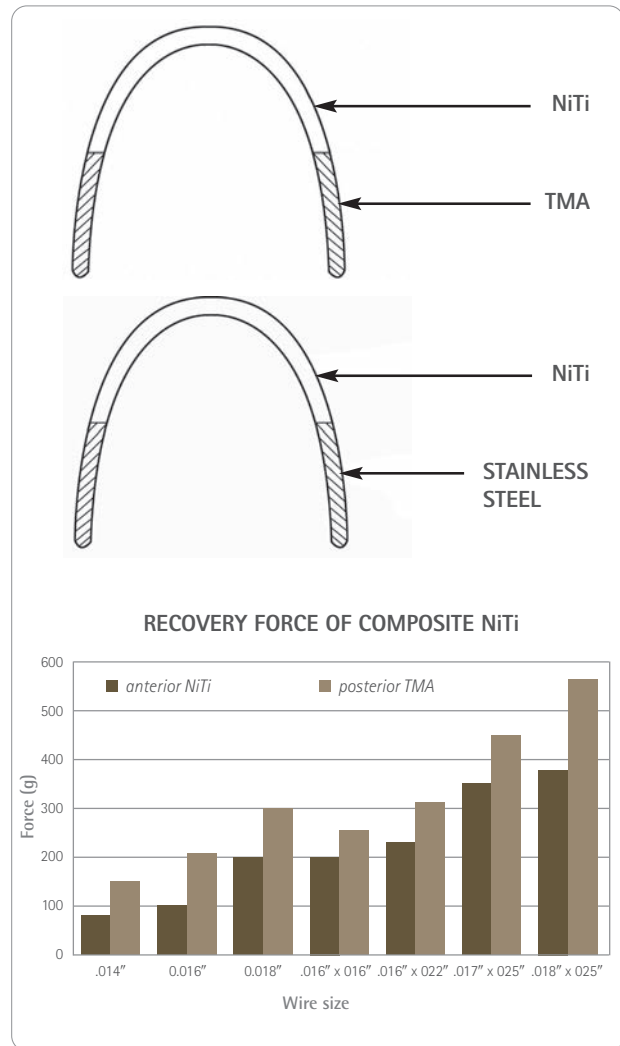 NiTi
TMA
NiTi
STAINLESS
STEEL
RECOVERY FORCE OF COMPOSITE NiTi
600
anterior NiTi posterior TMA
500
400
300
200
100
0
Force (g)
.014″ 0.016″ 0.018″ .016″ x 016″ .016″ x 022″ .017″ x 025″ .018″ x 025″
Wire size